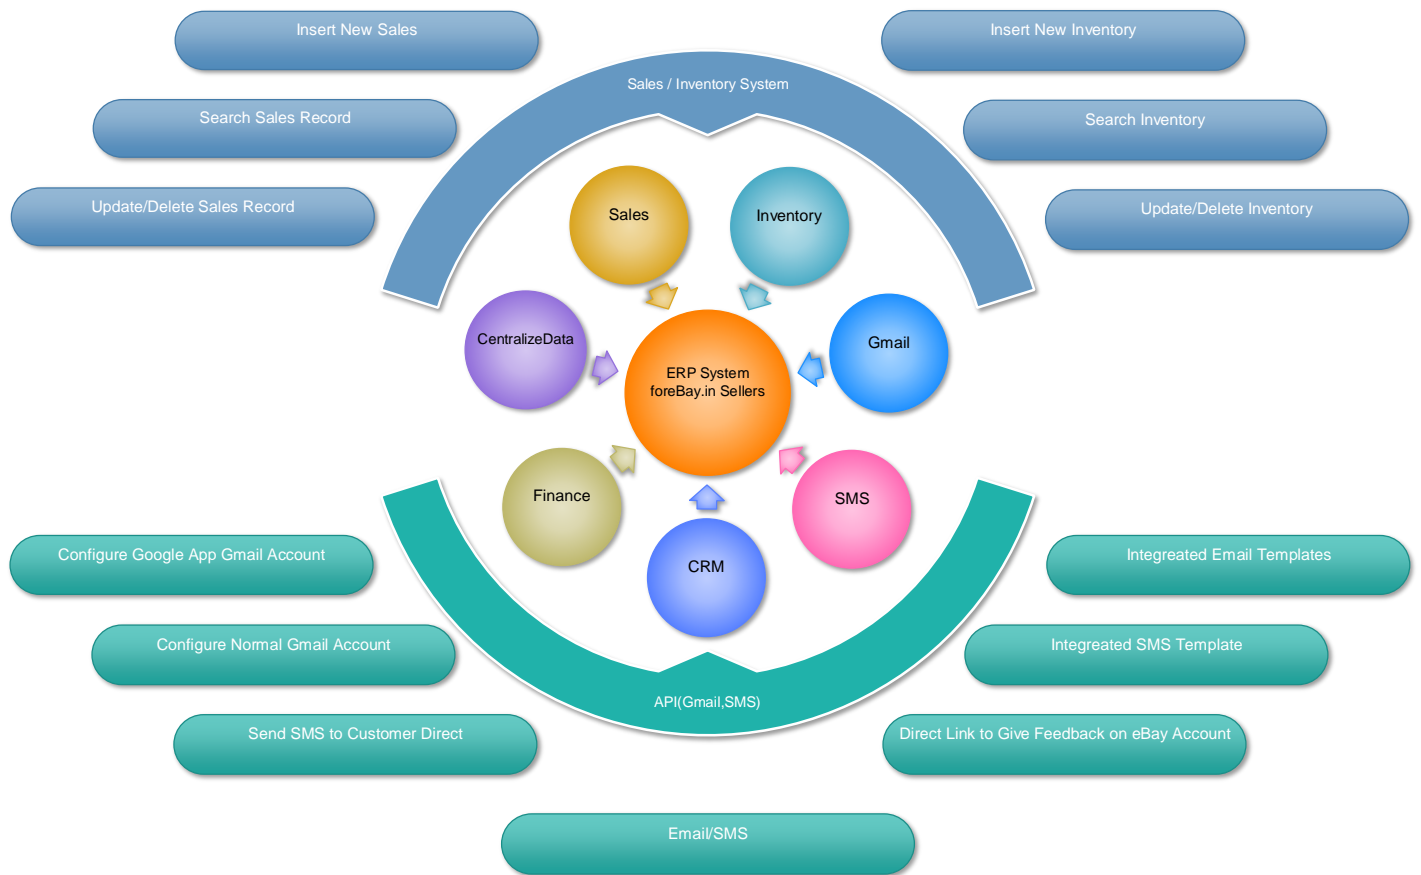 Insert New Sales
Insert New Inventory
Sales / Inventory System
Search Sales Record
Search Inventory
Update/Delete Sales Record
Update/Delete Inventory
Sales
Inventory
CentralizeData
Gmail
ERP System
foreBay.in Sellers
Finance
SMS
CRM
Configure Google App Gmail Account
Integreated Email Templates
Configure Normal Gmail Account
Integreated SMS Template
API(Gmail,SMS)
Send SMS to Customer Direct
Direct Link to Give Feedback on eBay Account
Email/SMS